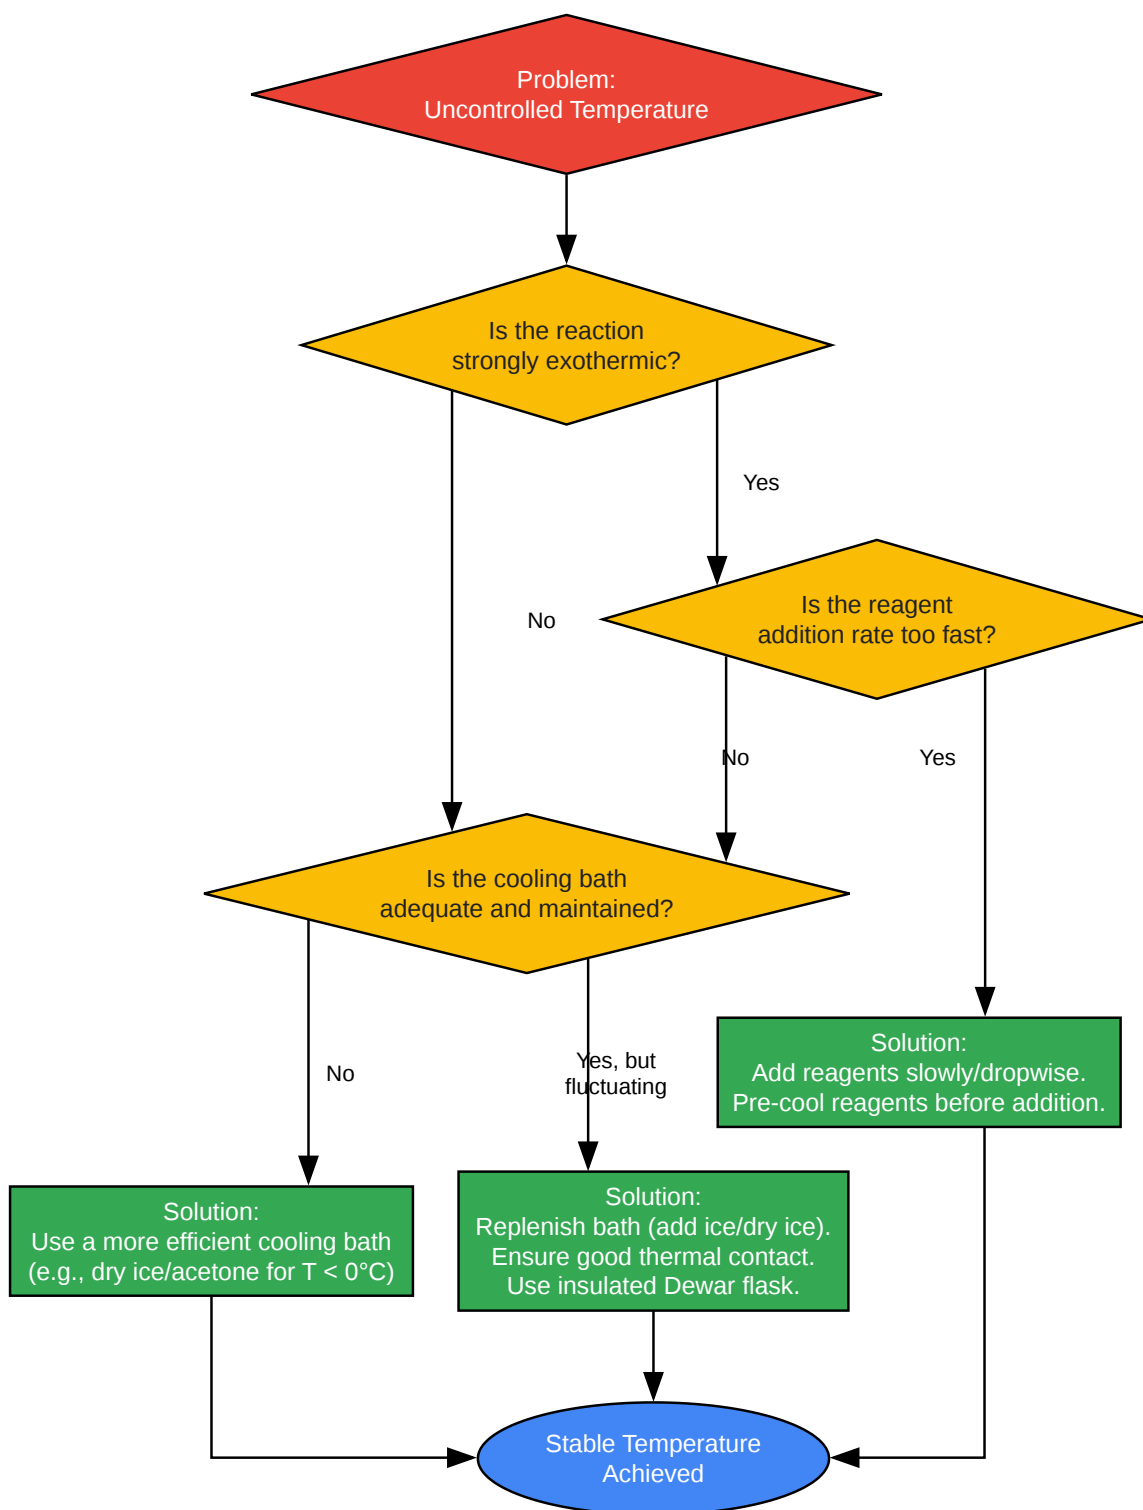 Problem:
Uncontrolled Temperature
Is the reaction
strongly exothermic?
Yes
Is the reagent
addition rate too fast?
No
No
Yes
Is the cooling bath
adequate and maintained?
No
Yes, but
fluctuating
Solution:
Add reagents slowly/dropwise.
Pre-cool reagents before addition.
Solution:
Use a more efficient cooling bath
(e.g., dry ice/acetone for T < 0°C)
Solution:
Replenish bath (add ice/dry ice).
Ensure good thermal contact.
Use insulated Dewar flask.
Stable Temperature
Achieved